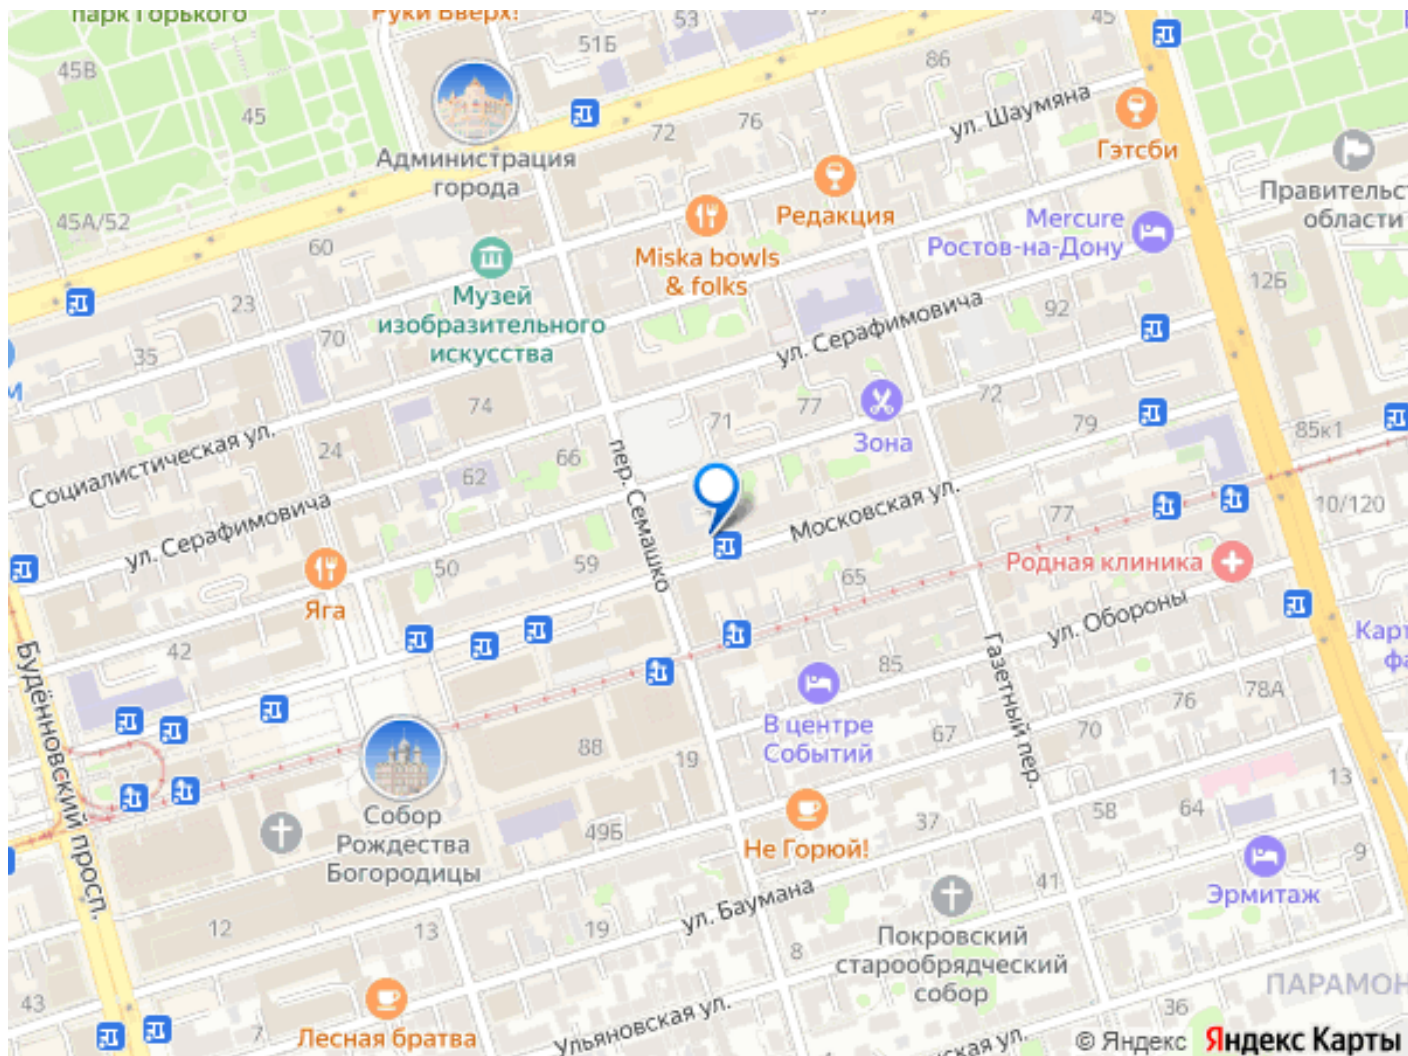 парк Горького
Руки Вверх!
53
45
51Б
86
45В
45
72
76
ул. Шаумяна
Гэтсби
Администрация
города
Редакция
Правительст
области
45А/52
60
Miska bowls
& folks
Mercure
Ростов-на-Дону
12Б
Музей
изобразительного
искусства
23
70
35
92
ул. Серафимовича
74
71
77
72
79
85к1
Зона
Социалистическая ул.
24
62
66
пер. Семашко
ул. Серафимовича
Московская ул.
77
10/120
50
59
65
Родная клиника
Яга
ул. Обороны
42
Будённовский просп.
Газетный пер.
85
76
78А
В центре
Событий
67
70
88
19
13
Собор
Рождества
Богородицы
49Б
Не Горюй!
37
58
64
9
Эрмитаж
ул. Баумана
41
12
13
19
8
Покровский
старообрядческий
собор
43
7
Лесная братва
Ульяновская ул.
36
ПАРАМОН
© Яндекс
Яндекс Карты